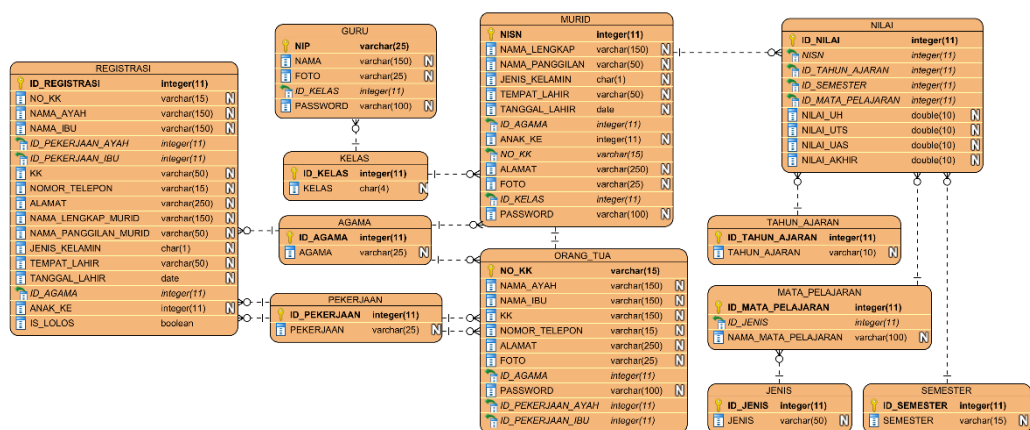 REGISTRASI
ID_REGISTRASI integer(11)
NO_KK varchar(15) N
NAMA_AYAH varchar(150) N
NAMA_IBU varchar(150) N
ID_PEKERJAAN_AYAH integer(11)
ID_PEKERJAAN_IBU integer(11)
KK varchar(50) N
NOMOR_TELEPON varchar(15) N
ALAMAT varchar(250) N
NAMA_LENGKAP_MURID varchar(150) N
NAMA_PANGGILAN_MURID varchar(50) N
JENIS_KELAMIN char(1) N
TEMPAT_LAHIR varchar(50) N
TANGGAL_LAHIR date N
ID_AGAMA integer(11)
ANAK_KE integer(11) N
IS_LOLOS boolean
GURU
NIP varchar(25)
NAMA varchar(150) N
FOTO varchar(25) N
ID_KELAS integer(11)
PASSWORD varchar(100) N
KELAS
ID_KELAS integer(11)
KELAS char(4) N
AGAMA
ID_AGAMA integer(11)
AGAMA varchar(25) N
PEKERJAAN
ID_PEKERJAAN integer(11)
PEKERJAAN varchar(25) N
MURID
NISN integer(11)
NAMA_LENGKAP varchar(150) N
NAMA_PANGGILAN varchar(50) N
JENIS_KELAMIN char(1) N
TEMPAT_LAHIR varchar(50) N
TANGGAL_LAHIR date N
ID_AGAMA integer(11)
ANAK_KE integer(11) N
NO_KK varchar(15)
ALAMAT varchar(250) N
FOTO varchar(25) N
ID_KELAS integer(11)
PASSWORD varchar(100) N
ORANG_TUA
NO_KK varchar(15)
NAMA_AYAH varchar(150) N
NAMA_IBU varchar(150) N
KK varchar(150) N
NOMOR_TELEPON varchar(15) N
ALAMAT varchar(250) N
FOTO varchar(25) N
ID_AGAMA integer(11)
PASSWORD varchar(100) N
ID_PEKERJAAN_AYAH integer(11)
ID_PEKERJAAN_IBU integer(11)
NILAI
ID_NILAI integer(11)
NISN integer(11)
ID_TAHUN_AJARAN integer(11)
ID_SEMESTER integer(11)
ID_MATA_PELAJARAN integer(11)
NILAI_UH double(10) N
NILAI_UTS double(10) N
NILAI_UAS double(10) N
NILAI_AKHIR double(10) N
TAHUN_AJARAN
ID_TAHUN_AJARAN integer(11)
TAHUN_AJARAN varchar(10) N
MATA_PELAJARAN
ID_MATA_PELAJARAN integer(11)
ID_JENIS integer(11)
NAMA_MATA_PELAJARAN varchar(100) N
JENIS
ID_JENIS integer(11)
JENIS varchar(50) N
SEMESTER
ID_SEMESTER integer(11)
SEMESTER varchar(15) N